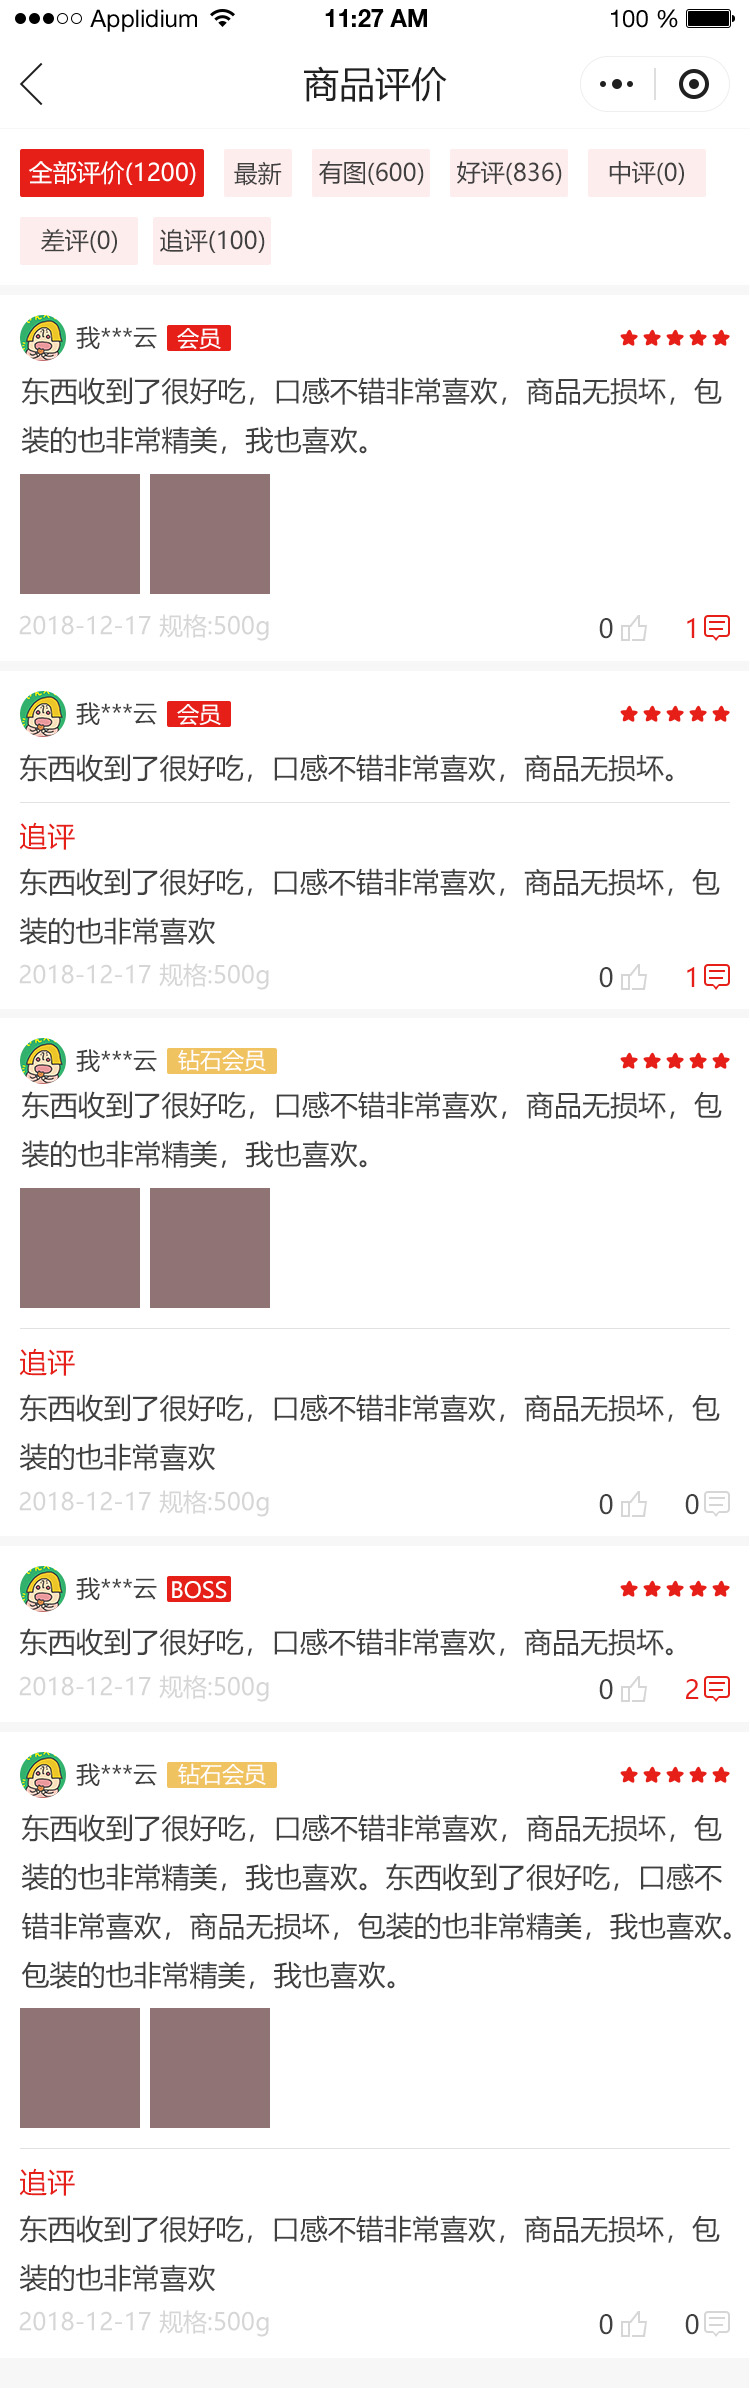 ●●●○○ Applidium 11:27 AM 100 %
商品评价
全部评价(1200) 最新 有图(600) 好评(836) 中评(0)
差评(0) 追评(100)
我***云 会员
东西收到了很好吃，口感不错非常喜欢，商品无损坏，包
装的也非常精美，我也喜欢。
2018-12-17 规格:500g 0 1
我***云 会员
东西收到了很好吃，口感不错非常喜欢，商品无损坏。
追评
东西收到了很好吃，口感不错非常喜欢，商品无损坏，包
装的也非常喜欢
2018-12-17 规格:500g 0 1
我***云 钻石会员
东西收到了很好吃，口感不错非常喜欢，商品无损坏，包
装的也非常精美，我也喜欢。
追评
东西收到了很好吃，口感不错非常喜欢，商品无损坏，包
装的也非常喜欢
2018-12-17 规格:500g 0 0
我***云 BOSS
东西收到了很好吃，口感不错非常喜欢，商品无损坏。
2018-12-17 规格:500g 0 2
我***云 钻石会员
东西收到了很好吃，口感不错非常喜欢，商品无损坏，包
装的也非常精美，我也喜欢。东西收到了很好吃，口感不
错非常喜欢，商品无损坏，包装的也非常精美，我也喜欢。
包装的也非常精美，我也喜欢。
追评
东西收到了很好吃，口感不错非常喜欢，商品无损坏，包
装的也非常喜欢
2018-12-17 规格:500g 0 0